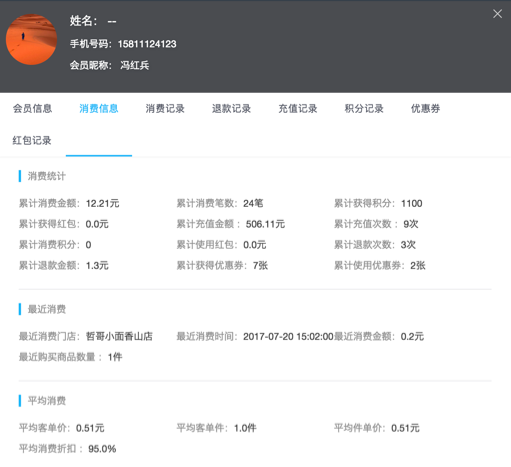 姓名： --
手机号码：15811124123
会员昵称： 冯红兵
会员信息 消费信息 消费记录 退款记录 充值记录 积分记录 优惠券
红包记录
消费统计
累计消费金额：12.21元 累计消费笔数：24笔 累计获得积分：1100
累计获得红包：0.0元 累计充值金额 ：506.11元 累计充值次数 ：9次
累计消费积分：0 累计使用红包：0.0元 累计退款次数：3次
累计退款金额：1.3元 累计获得优惠券：7张 累计使用优惠券：2张
最近消费
最近消费门店：哲哥小面香山店 最近消费时间：2017-07-20 15:02:00 最近消费金额：0.2元
最近购买商品数量 ：1件
平均消费
平均客单价：0.51元 平均客单件：1.0件 平均件单价：0.51元
平均消费折扣 ：95.0%